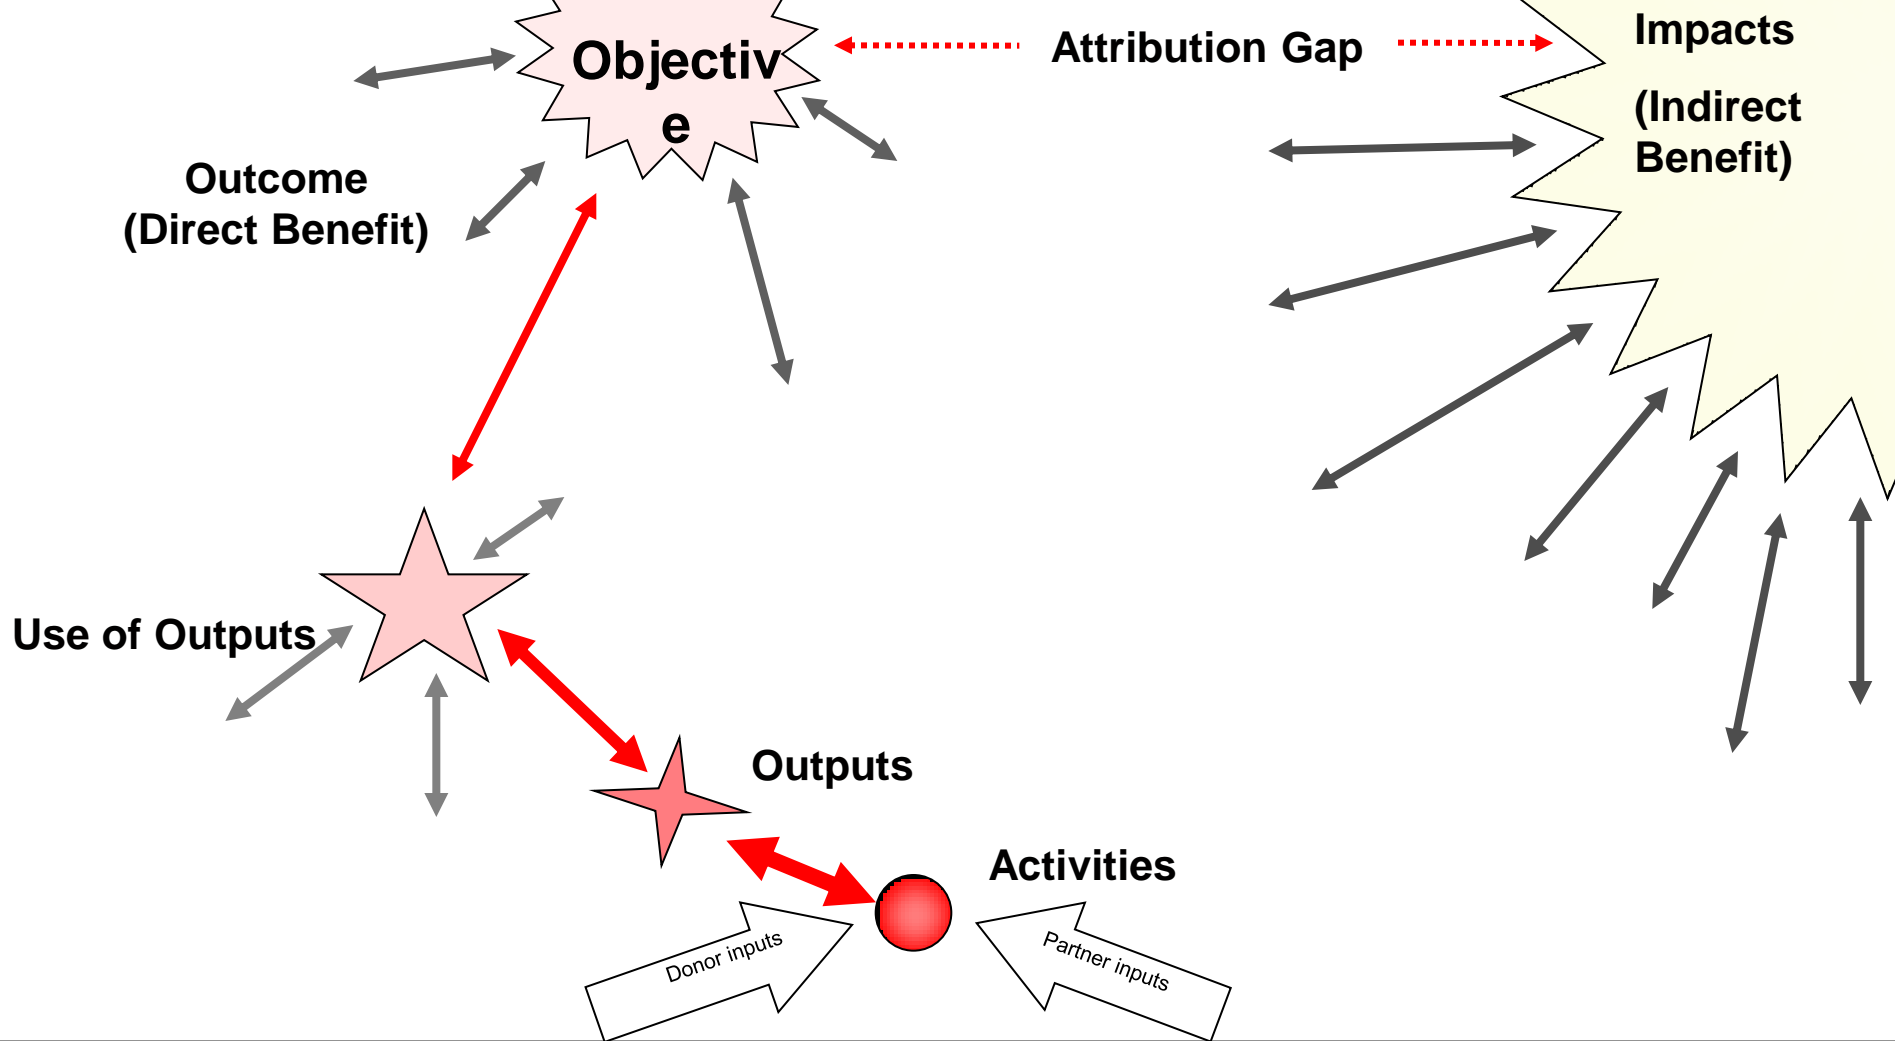 Objectiv
e
Attribution Gap
Impacts
(Indirect
Benefit)
Outcome
(Direct Benefit)
Use of Outputs
Outputs
Activities
Donor inputs
Partner inputs